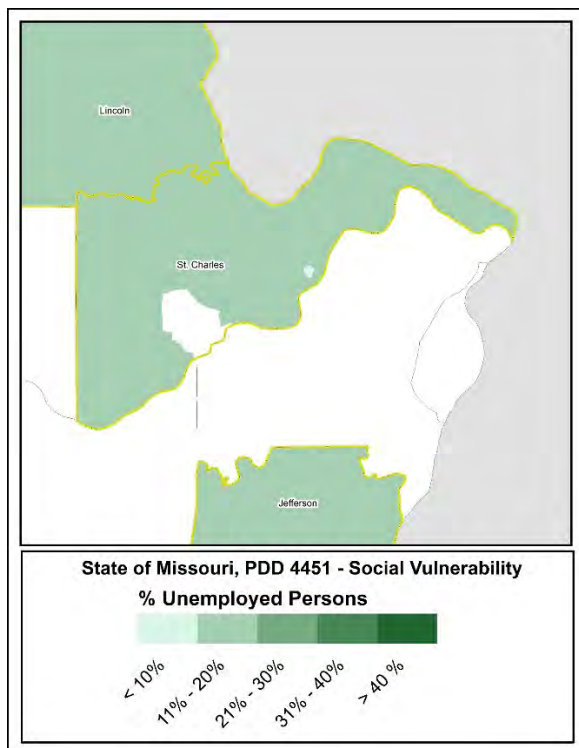 Lincoln
St. Charles
Jefferson
State of Missouri, PDD 4451 - Social Vulnerability
% Unemployed Persons
< 10%
11% - 20%
21% - 30%
31% - 40%
> 40 %